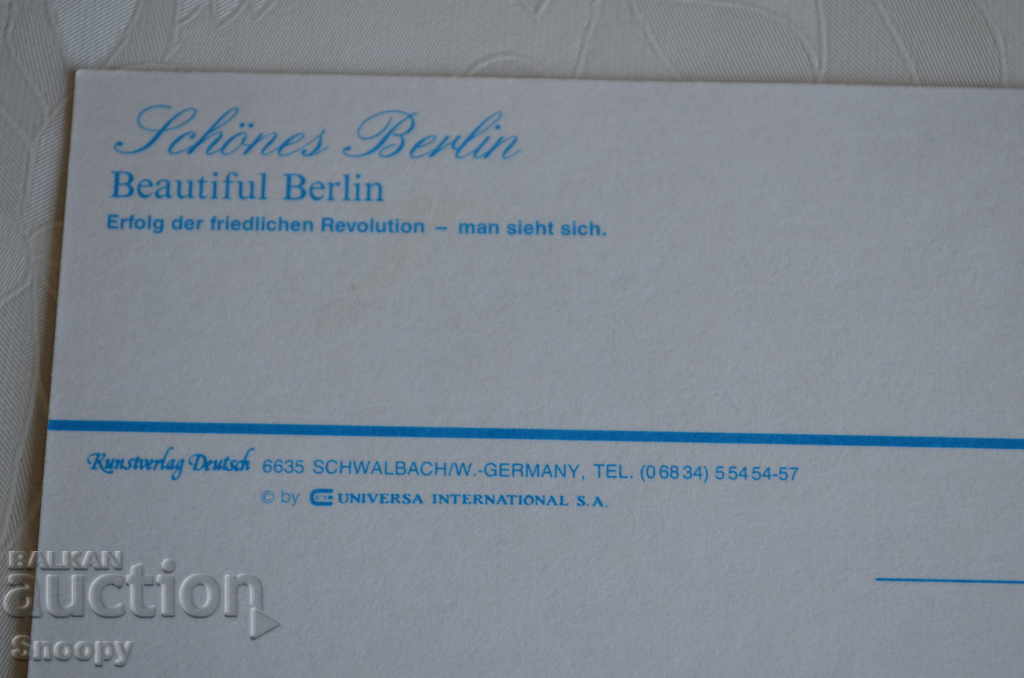 Schönes Berlin
Beautiful Berlin
Erfolg der friedlichen Revolution – man sieht sich.
Kunstverlag Deutsch 6635 SCHWALBACH/W.-GERMANY, TEL. (06834) 55454-57
© by UNIVERSA INTERNATIONAL S.A.
BALKAN
auction
Snoopy